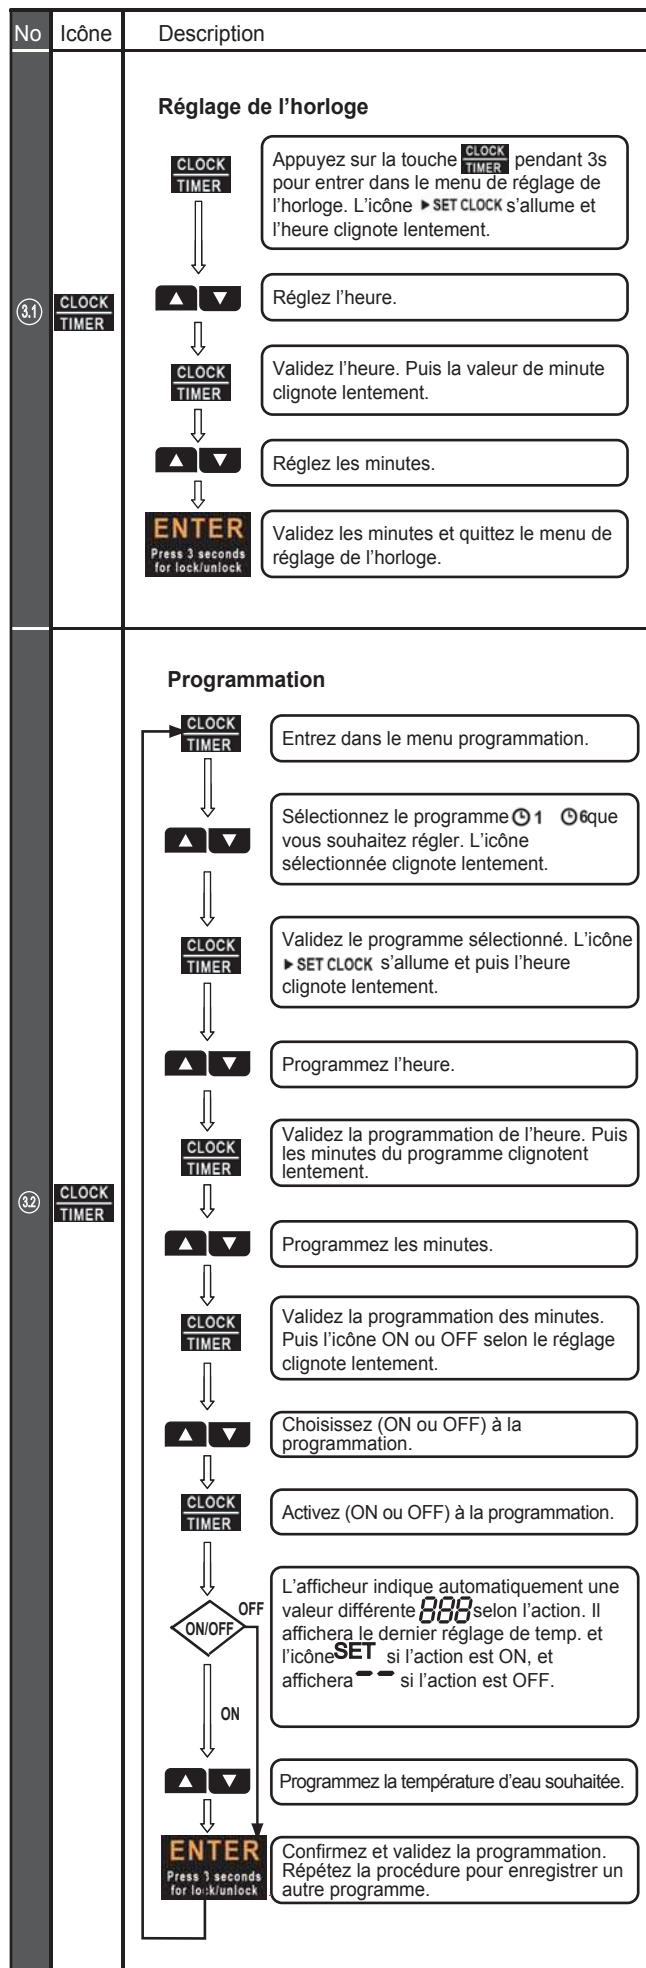 No Icône Description
Réglage de l'horloge
CLOCK
TIMER
Appuyez sur la touche CLOCK TIMER pendant 3s
pour entrer dans le menu de réglage de
l'horloge. L'icône ▶ SET CLOCK s'allume et
l'heure clignote lentement.
3.1
CLOCK
TIMER
▲ ▼
Réglez l'heure.
CLOCK
TIMER
Validez l'heure. Puis la valeur de minute
clignote lentement.
▲ ▼
Réglez les minutes.
ENTER
Press 3 seconds
for lock/unlock
Validez les minutes et quittez le menu de
réglage de l'horloge.
Programmation
CLOCK
TIMER
Entrez dans le menu programmation.
▲ ▼
Sélectionnez le programme 1 6 que
vous souhaitez régler. L'icône
sélectionnée clignote lentement.
CLOCK
TIMER
Validez le programme sélectionné. L'icône
▶ SET CLOCK s'allume et puis l'heure
clignote lentement.
▲ ▼
Programmez l'heure.
3.2
CLOCK
TIMER
CLOCK
TIMER
Validez la programmation de l'heure. Puis
les minutes du programme clignotent
lentement.
▲ ▼
Programmez les minutes.
CLOCK
TIMER
Validez la programmation des minutes.
Puis l'icône ON ou OFF selon le réglage
clignote lentement.
▲ ▼
Choisissez (ON ou OFF) à la
programmation.
CLOCK
TIMER
Activez (ON ou OFF) à la programmation.
ON/OFF
OFF
ON
L'afficheur indique automatiquement une
valeur différente 888 selon l'action. Il
affichera le dernier réglage de temp. et
l'icône SET si l'action est ON, et
affichera – – si l'action est OFF.
▲ ▼
Programmez la température d'eau souhaitée.
ENTER
Press 3 seconds
for lock/unlock
Confirmez et validez la programmation.
Répétez la procédure pour enregistrer un
autre programme.